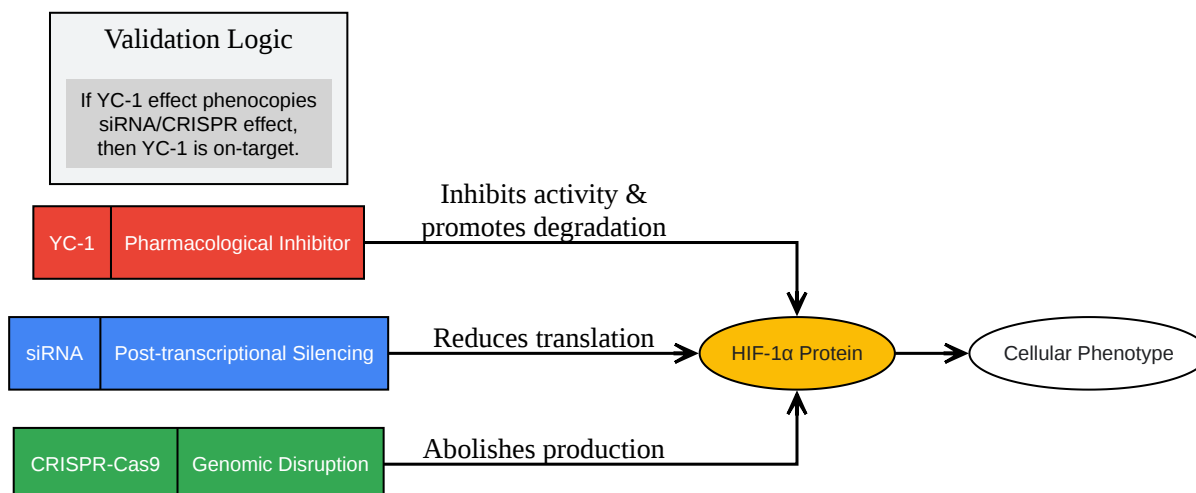 Validation Logic
If YC-1 effect phenocopies
siRNA/CRISPR effect,
then YC-1 is on-target.
YC-1
Pharmacological Inhibitor
Inhibits activity &
promotes degradation
siRNA
Post-transcriptional Silencing
Reduces translation
HIF-1α Protein
Cellular Phenotype
CRISPR-Cas9
Genomic Disruption
Abolishes production